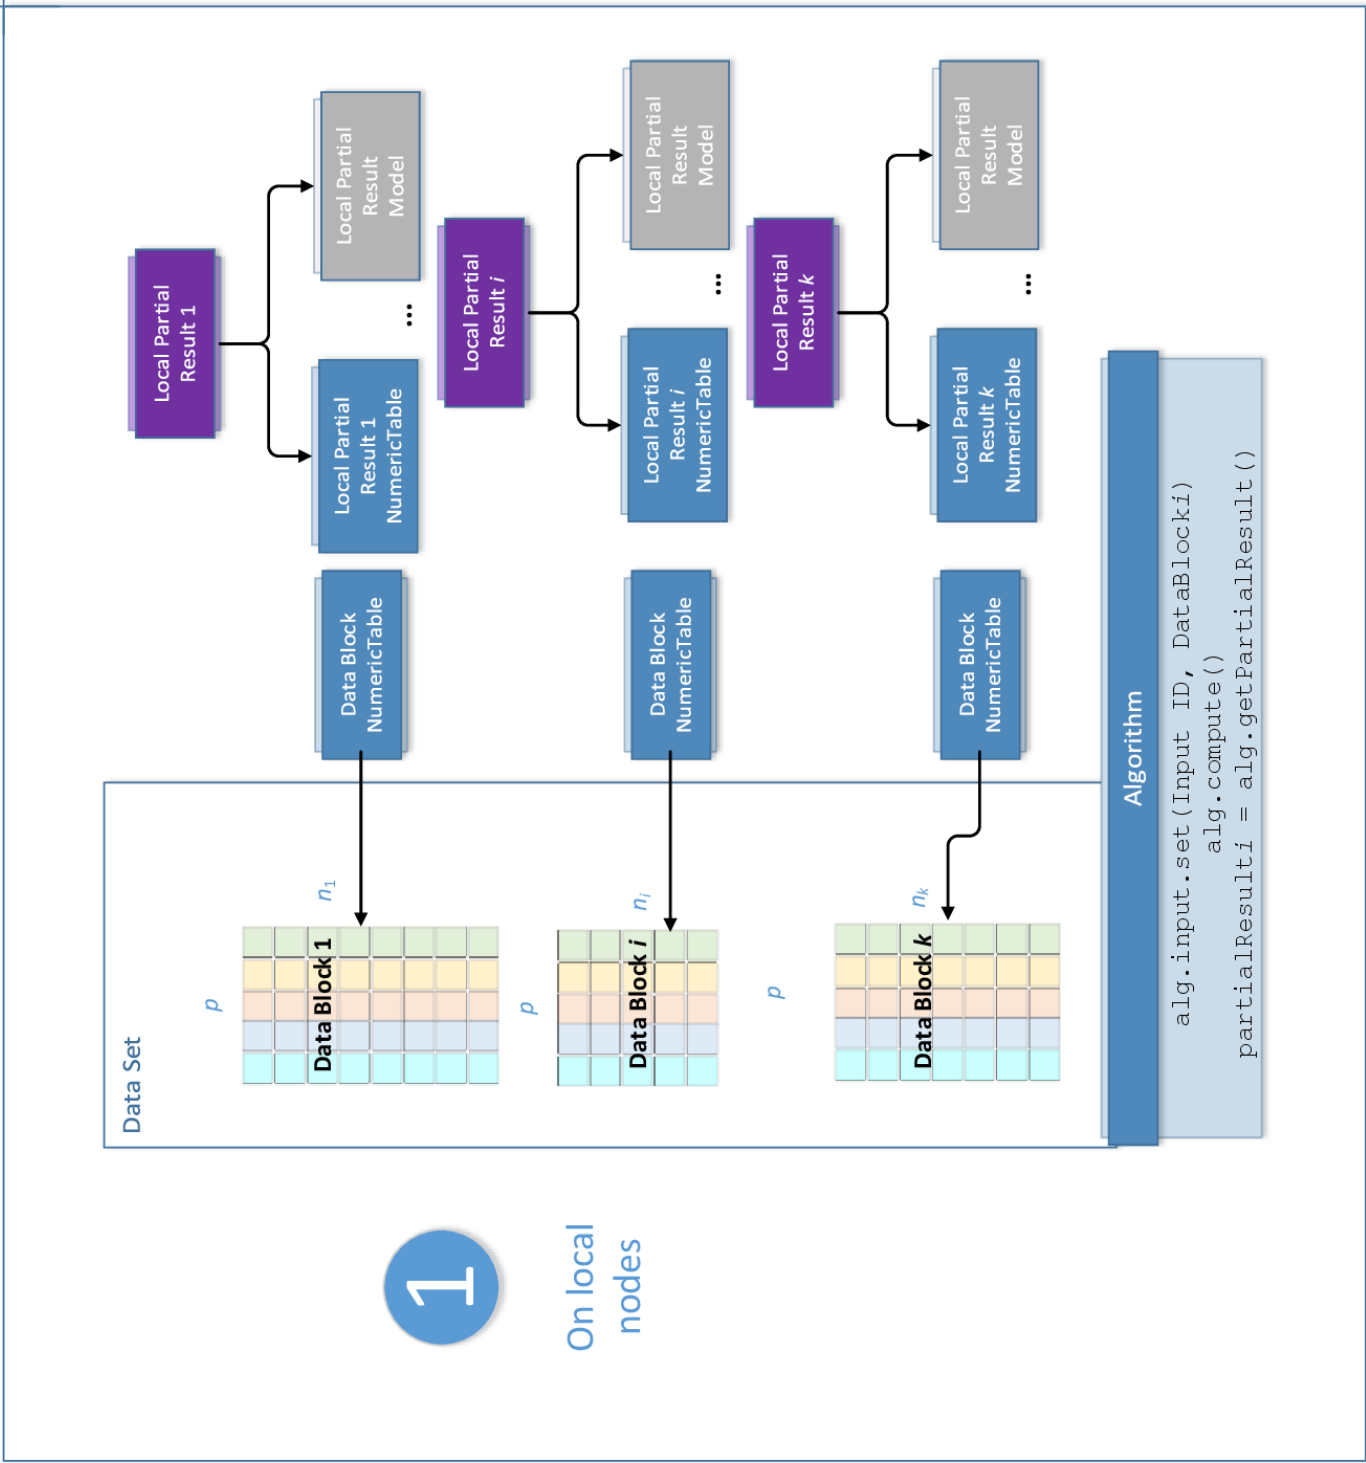 1
On local
nodes
Data Set
p
Data Block 1
n1
Data Block
NumericTable
Local Partial
Result 1
NumericTable
...
Local Partial
Result
Model
Local Partial
Result 1
p
Data Block i
ni
Data Block
NumericTable
Local Partial
Result i
NumericTable
...
Local Partial
Result
Model
Local Partial
Result i
p
Data Block k
nk
Data Block
NumericTable
Local Partial
Result k
NumericTable
...
Local Partial
Result
Model
Local Partial
Result k
Algorithm
alg.input.set(Input ID, DataBlocki)
alg.compute()
partialResulti = alg.getPartialResult()